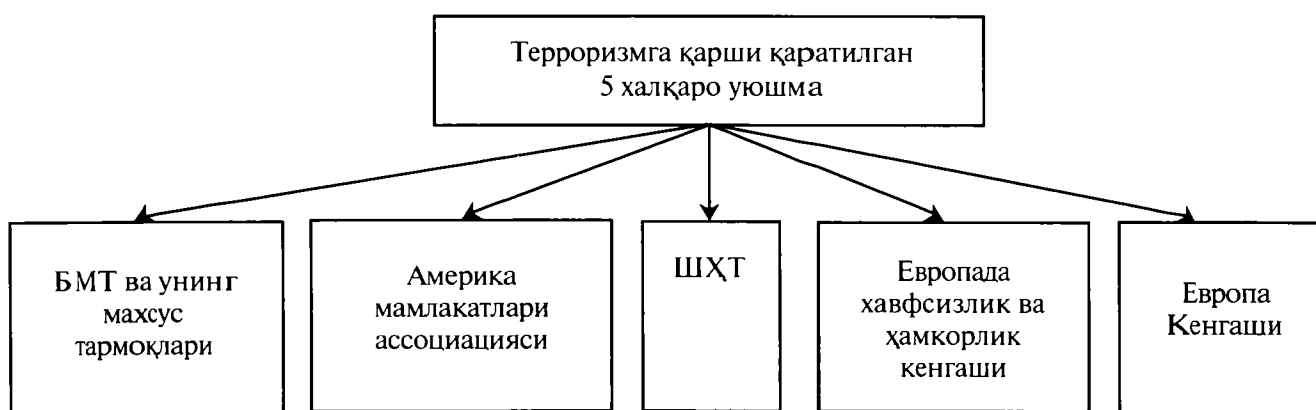 Терроризмга қарши қаратилган
5 халқаро уюшма
БМТ ва унинг
махсус
тармоқлари
Америка
мамлакатлари
ассоциацияси
ШҲТ
Европада
хавфсизлик ва
ҳамкорлик
кенгаши
Европа
Кенгаши